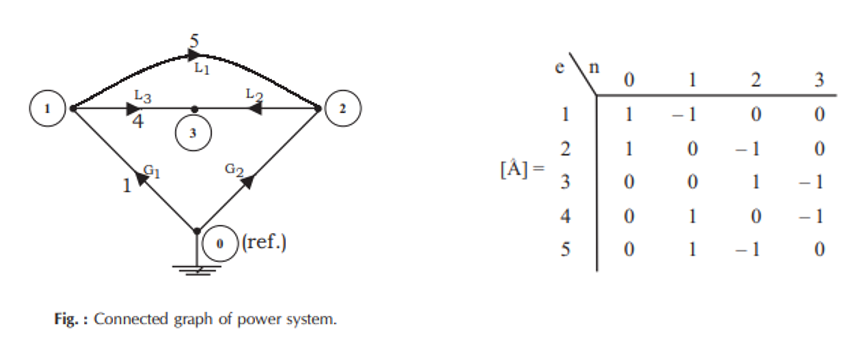 5
L1
1
L3
L2
2
4
3
G1
G2
1
0 (ref.)
Fig. : Connected graph of power system.
e \ n 0 1 2 3
1 1 – 1 0 0
2 1 0 – 1 0
[Â] = 3 0 0 1 – 1
4 0 1 0 – 1
5 0 1 – 1 0